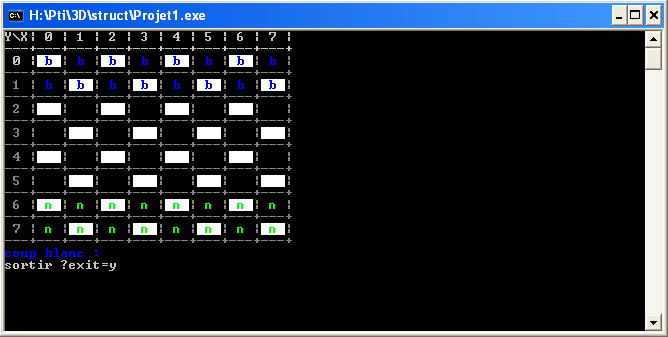 H:\Pti\3D\struct\Projet1.exe
Y\X¦ 0 ¦ 1 ¦ 2 ¦ 3 ¦ 4 ¦ 5 ¦ 6 ¦ 7 ¦
0 ¦ b ¦ b ¦ b ¦ b ¦ b ¦ b ¦ b ¦ b ¦
1 ¦ b ¦ b ¦ b ¦ b ¦ b ¦ b ¦ b ¦ b ¦
2 ¦   ¦   ¦   ¦   ¦   ¦   ¦   ¦   ¦
3 ¦   ¦   ¦   ¦   ¦   ¦   ¦   ¦   ¦
4 ¦   ¦   ¦   ¦   ¦   ¦   ¦   ¦   ¦
5 ¦   ¦   ¦   ¦   ¦   ¦   ¦   ¦   ¦
6 ¦ n ¦ n ¦ n ¦ n ¦ n ¦ n ¦ n ¦ n ¦
7 ¦ n ¦ n ¦ n ¦ n ¦ n ¦ n ¦ n ¦ n ¦
coup blanc :
sortir ?exit=y